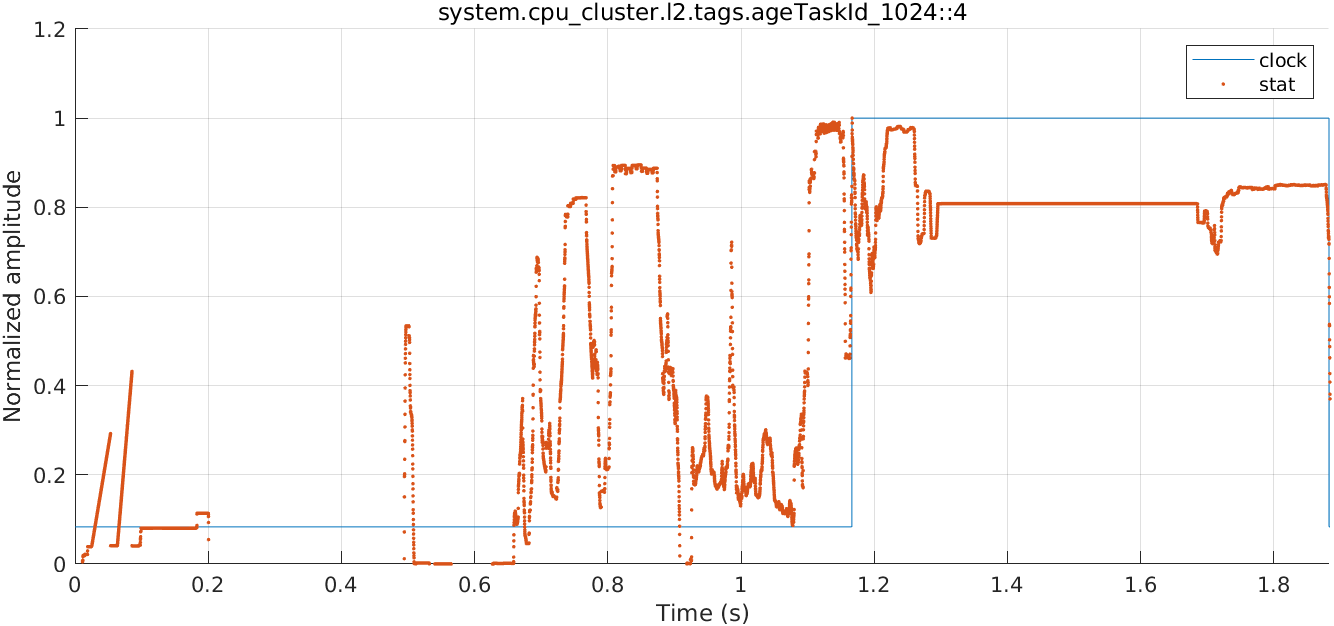 system.cpu_cluster.l2.tags.ageTaskId_1024::4
clock
stat
Normalized amplitude
1.2
1
0.8
0.6
0.4
0.2
0
0 0.2 0.4 0.6 0.8 1 1.2 1.4 1.6 1.8
Time (s)